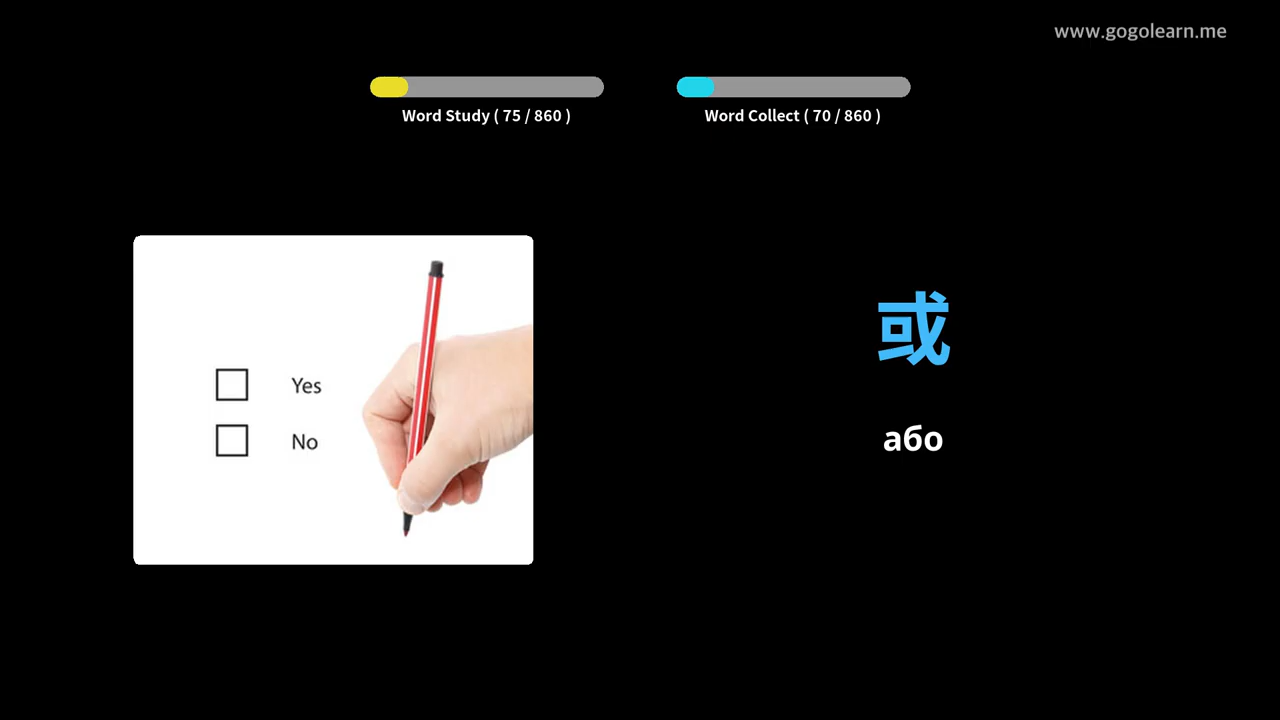 www.gogolearn.me
Word Study ( 75 / 860 )
Word Collect ( 70 / 860 )
Yes
No
或
або